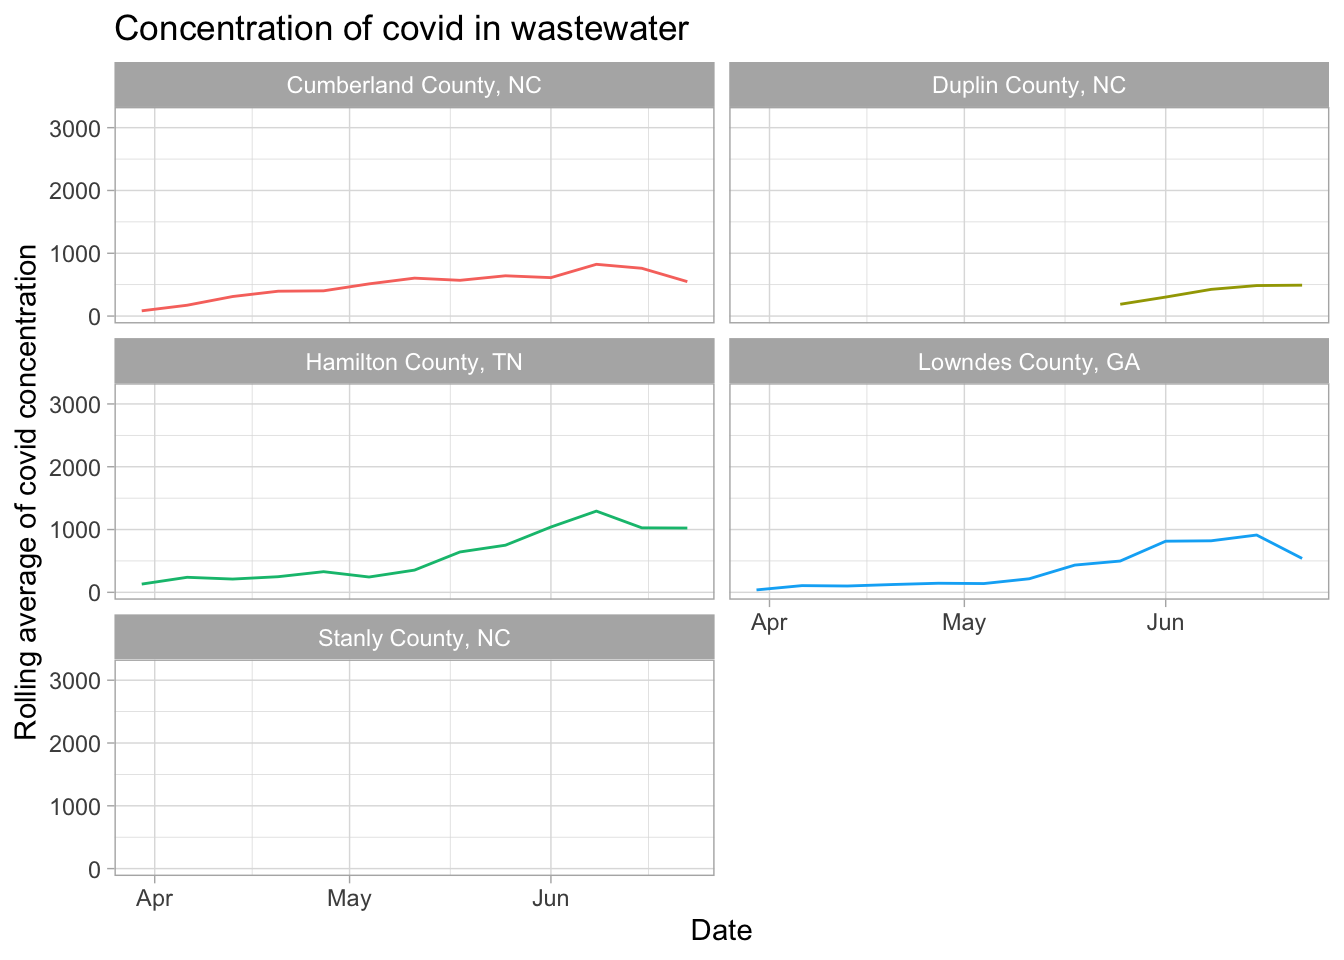 Concentration of covid in wastewater
Cumberland County, NC
Duplin County, NC
3000
2000
1000
0
Hamilton County, TN
Lowndes County, GA
3000
2000
1000
0
Apr May Jun
Stanly County, NC
3000
2000
1000
0
Apr May Jun
Date
Rolling average of covid concentration